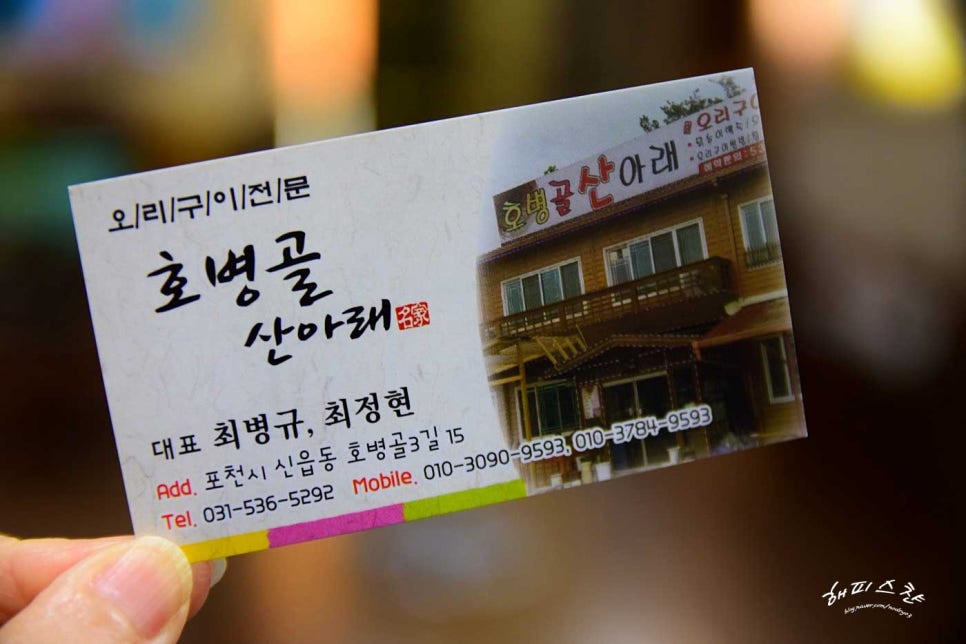 오/리/구/이/전/문
호병골
산아래 名家
대표 최병규, 최정현
Add. 포천시 신읍동 호병골3길 15
Tel. 031-536-5292 Mobile. 010-3090-9593, 010-3784-9593
호병골산아래
오리구
해피스촨